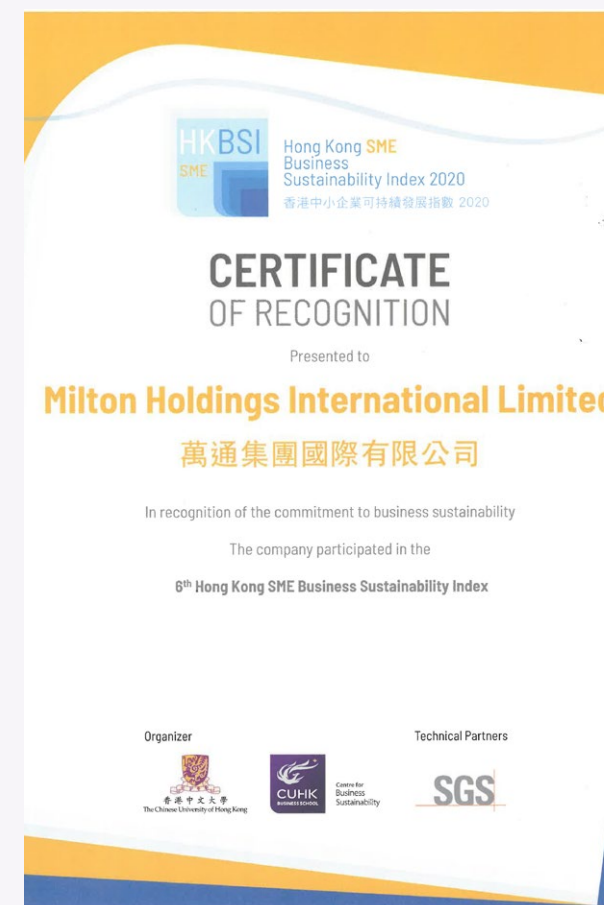 HKBSI
SME
Hong Kong SME
Business
Sustainability Index 2020
香港中小企業可持續發展指數 2020
CERTIFICATE
OF RECOGNITION
Presented to
Milton Holdings International Limited
萬通集團國際有限公司
In recognition of the commitment to business sustainability
The company participated in the
6th Hong Kong SME Business Sustainability Index
Organizer
Technical Partners
香港中文大學
The Chinese University of Hong Kong
CUHK
BUSINESS SCHOOL
Centre for
Business
Sustainability
SGS